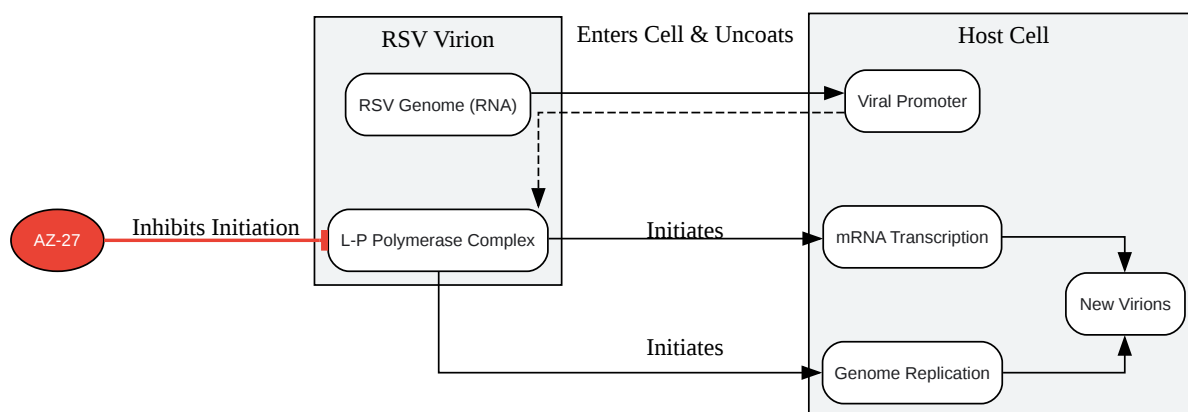 RSV Virion
Enters Cell & Uncoats
Host Cell
RSV Genome (RNA)
Viral Promoter
AZ-27
Inhibits Initiation
L-P Polymerase Complex
Initiates
mRNA Transcription
New Virions
Initiates
Genome Replication